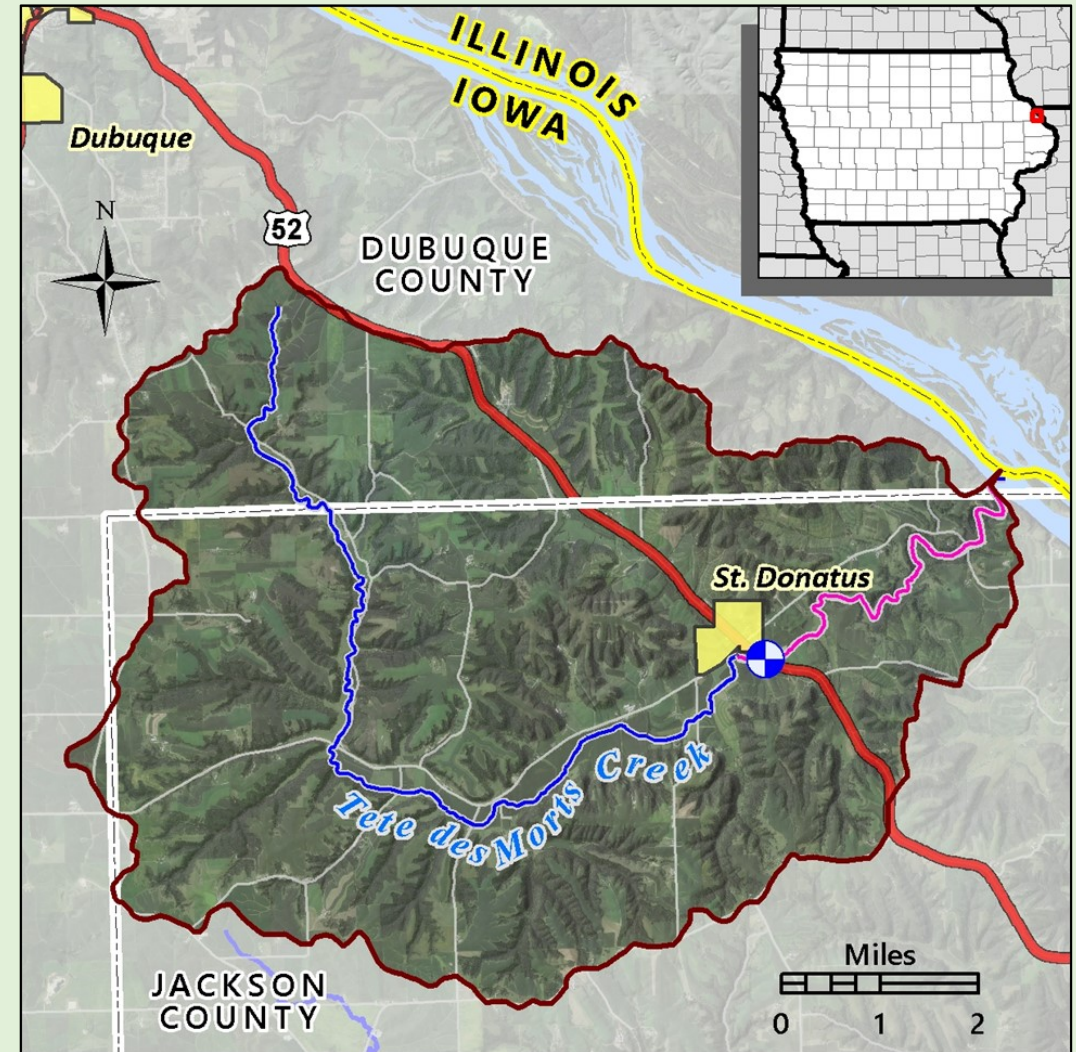 ILLINOIS
IOWA
Dubuque
N
52
DUBUQUE
COUNTY
St. Donatus
Tete des Morts Creek
JACKSON
COUNTY
Miles
0 1 2